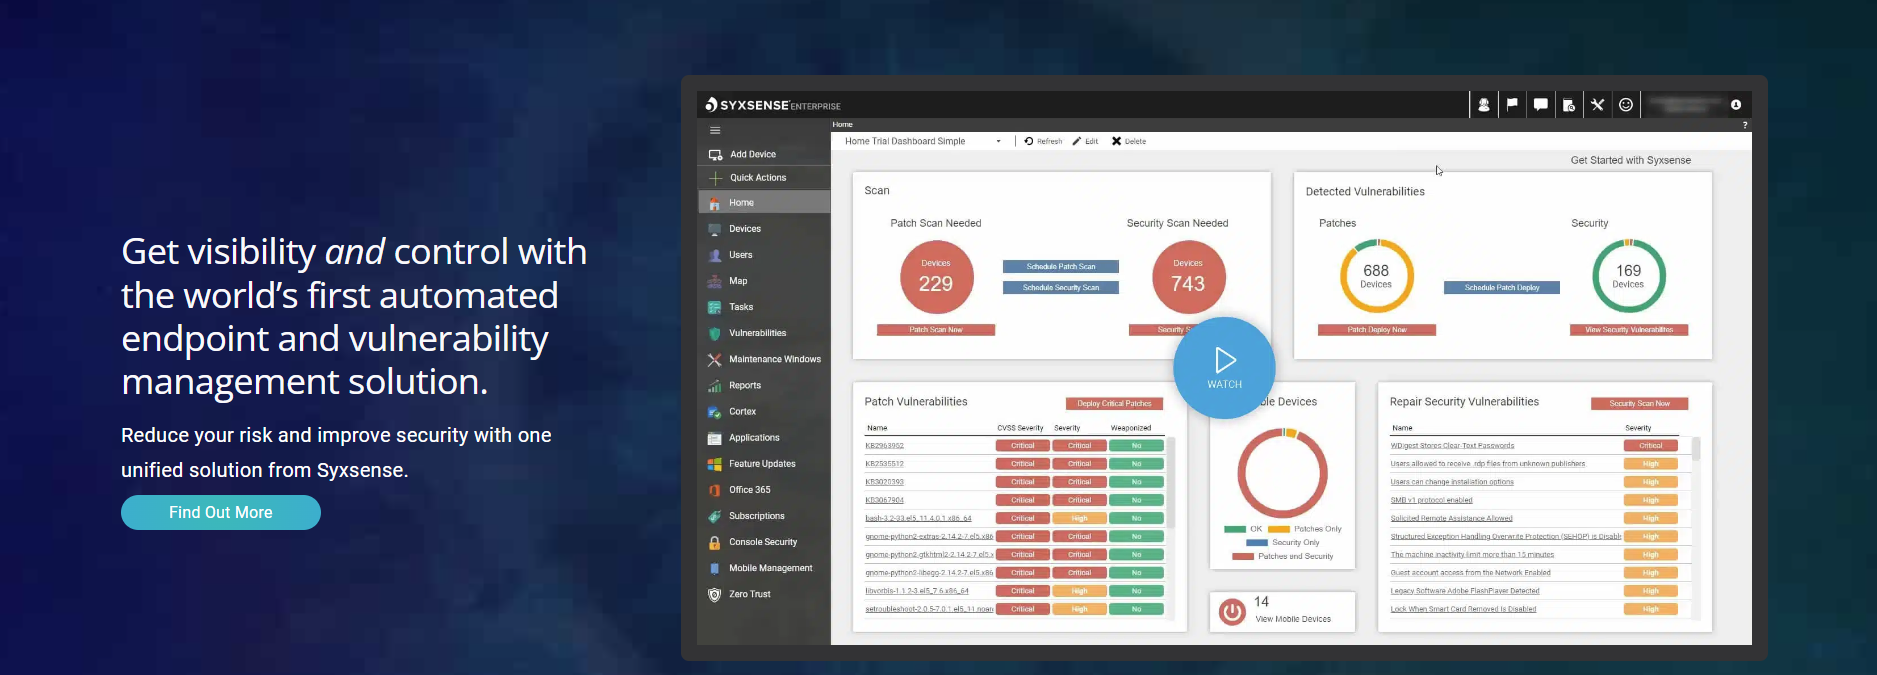 Get visibility and control with
the world's first automated
endpoint and vulnerability
management solution.
Reduce your risk and improve security with one
unified solution from Syxsense.
Find Out More
SYXSENSE ENTERPRISE
Home
?
Home Trial Dashboard Simple
Refresh
Edit
Delete
Get Started with Syxsense
Add Device
Quick Actions
Home
Devices
Users
Map
Tasks
Vulnerabilities
Maintenance Windows
Reports
Cortex
Applications
Feature Updates
Office 365
Subscriptions
Console Security
Mobile Management
Zero Trust
Scan
Patch Scan Needed
Devices
229
Patch Scan Now
Schedule Patch Scan
Schedule Security Scan
Security Scan Needed
Devices
743
Security
Detected Vulnerabilities
Patches
688
Devices
Patch Deploy Now
Schedule Patch Deploy
Security
169
Devices
View Security Vulnerabilities
WATCH
Patch Vulnerabilities
Deploy Critical Patches
Name CVSS Severity Severity Weaponized
KB2963952 Critical Critical No
KB2535512 Critical Critical No
KB3020393 Critical Critical No
KB3067904 Critical Critical No
bash-3.2-33.el5_11.4.0.1.x86_64 Critical High No
gnome-python2-extras-2.14.2-7.el5.x86 Critical Critical No
gnome-python2-gtkhtml2-2.14.2-7.el5.x Critical Critical No
gnome-python2-libegg-2.14.2-7.el5.x86 Critical Critical No
libvorbis-1.1.2-3.el5_7.6.x86_64 Critical High No
setroubleshoot-2.0.5-7.0.1.el5_11.noan Critical High No
ble Devices
OK
Patches Only
Security Only
Patches and Security
14
View Mobile Devices
Repair Security Vulnerabilities
Security Scan Now
Name Severity
WDigest Stores Clear-Text Passwords Critical
Users allowed to receive .rdp files from unknown publishers High
Users can change installation options High
SMB v1 protocol enabled High
Solicited Remote Assistance Allowed High
Structured Exception Handling Overwrite Protection (SEHOP) is Disabl High
The machine inactivity limit more than 15 minutes High
Guest account access from the Network Enabled High
Legacy Software Adobe FlashPlayer Detected High
Lock When Smart Card Removed Is Disabled High